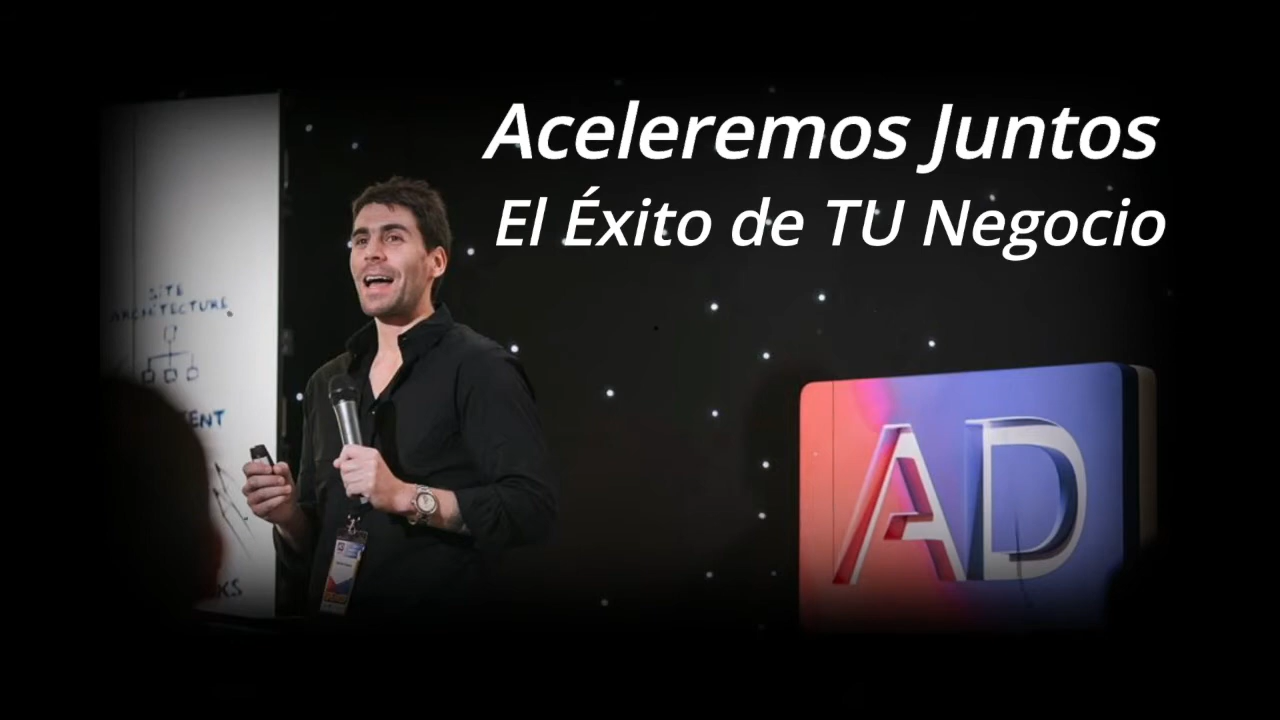 Aceleremos Juntos
El Éxito de TU Negocio
SITE
ARCHITECTURE
AD